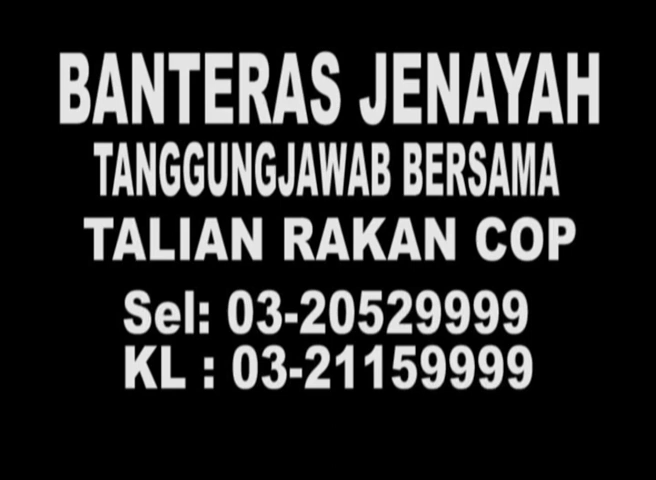 BANTERAS JENAYAH
TANGGUNGJAWAB BERSAMA
TALIAN RAKAN COP
Sel: 03-20529999
KL : 03-21159999